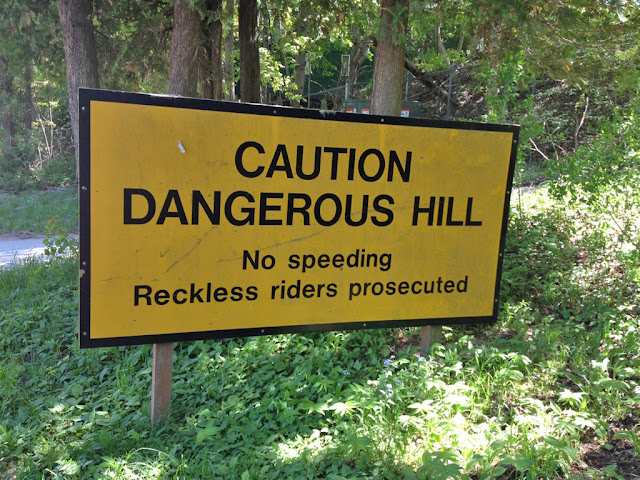 CAUTION
DANGEROUS HILL
No speeding
Reckless riders prosecuted